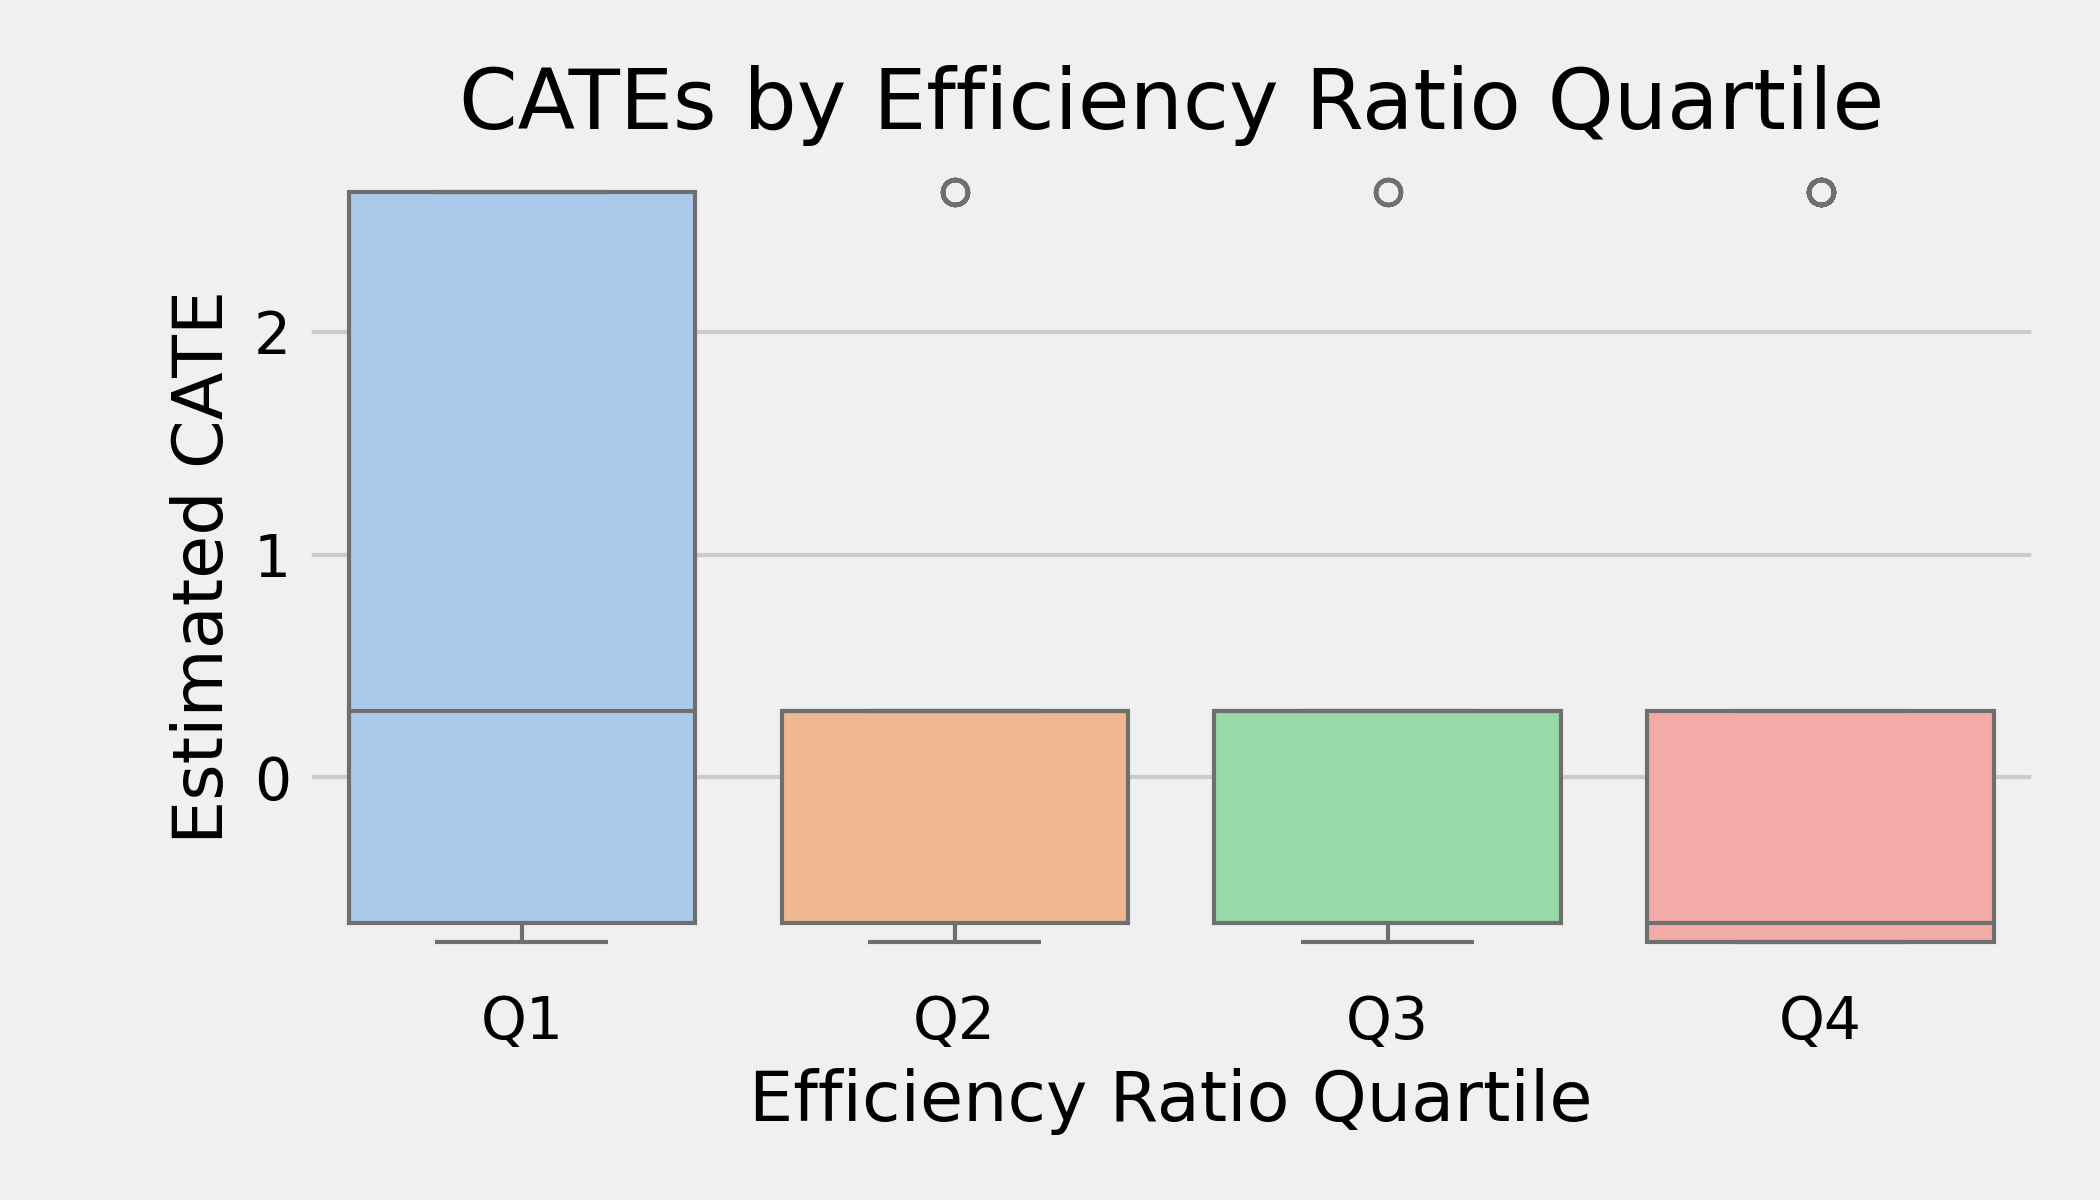 CATEs by Efficiency Ratio Quartile
Estimated CATE
2
1
0
Q1 Q2 Q3 Q4
Efficiency Ratio Quartile